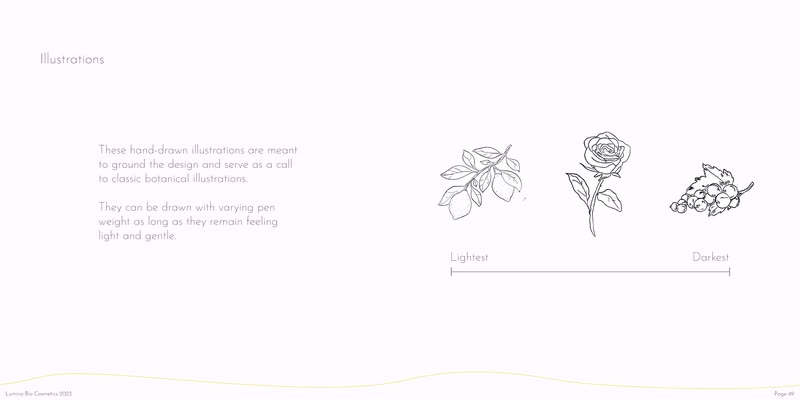 Illustrations
These hand-drawn illustrations are meant
to ground the design and serve as a call
to classic botanical illustrations.
They can be drawn with varying pen
weight as long as they remain feeling
light and gentle.
Lightest
Darkest
Lumina Bio Cosmetics 2023
Page 49